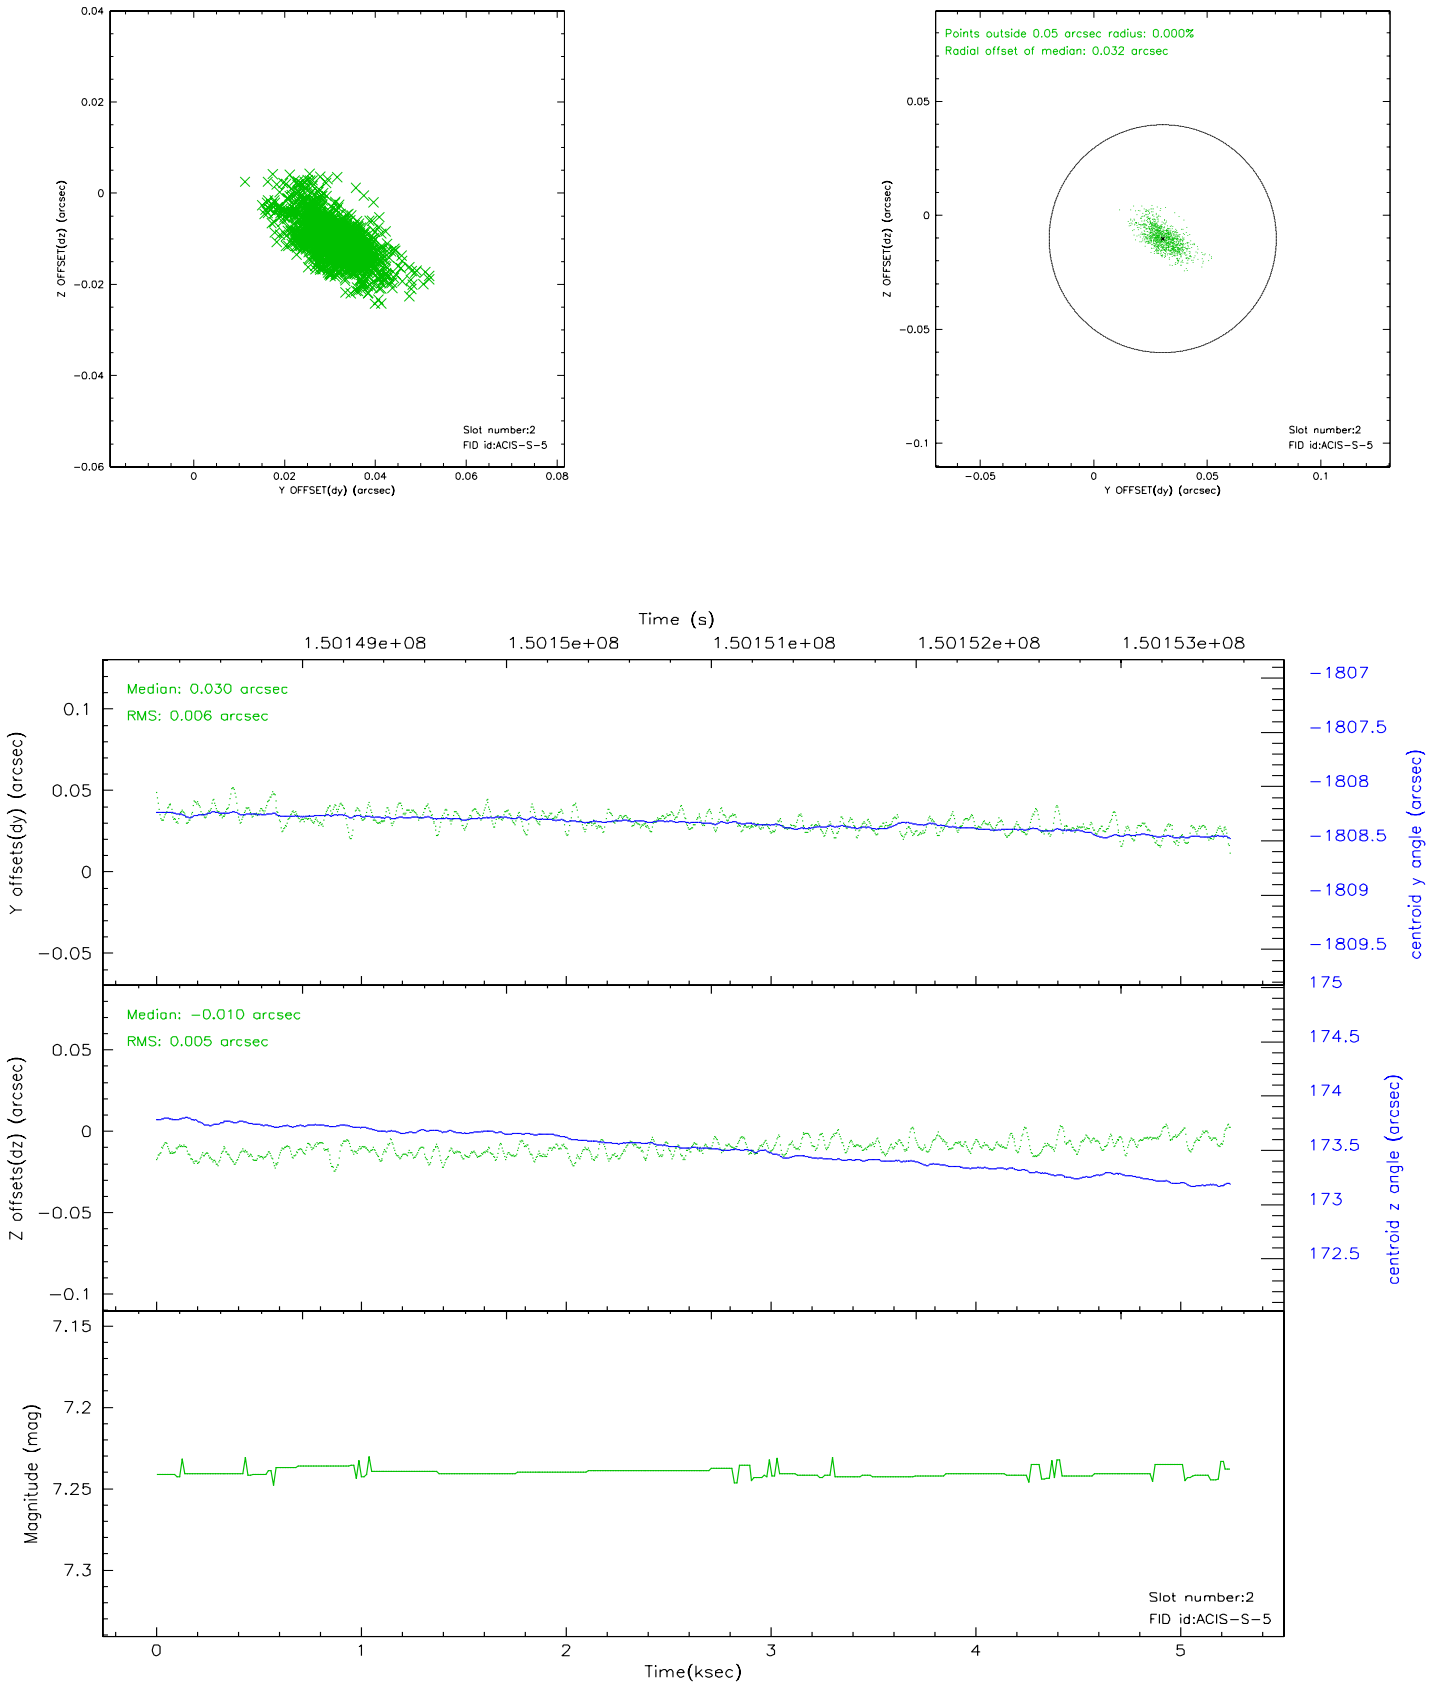 0.04
0.02
0
−0.02
−0.04
−0.06
Z OFFSET(dz) (arcsec)
Slot number:2
FID id:ACIS−S−5
0
0.02
0.04
0.06
0.08
Y OFFSET(dy) (arcsec)
Points outside 0.05 arcsec radius: 0.000%
Radial offset of median: 0.032 arcsec
0.05
0
−0.05
−0.1
Z OFFSET(dz) (arcsec)
Slot number:2
FID id:ACIS−S−5
−0.05
0
0.05
0.1
Y OFFSET(dy) (arcsec)
Time (s)
1.50149e+08
1.5015e+08
1.50151e+08
1.50152e+08
1.50153e+08
Median: 0.030 arcsec
RMS: 0.006 arcsec
0.1
0.05
0
−0.05
Y offsets(dy) (arcsec)
−1807
−1807.5
−1808
−1808.5
−1809
−1809.5
centroid y angle (arcsec)
Median: −0.010 arcsec
RMS: 0.005 arcsec
0.05
0
−0.05
−0.1
Z offsets(dz) (arcsec)
175
174.5
174
173.5
173
172.5
centroid z angle (arcsec)
7.15
7.2
7.25
7.3
Magnitude (mag)
Slot number:2
FID id:ACIS−S−5
0
1
2
3
4
5
Time(ksec)